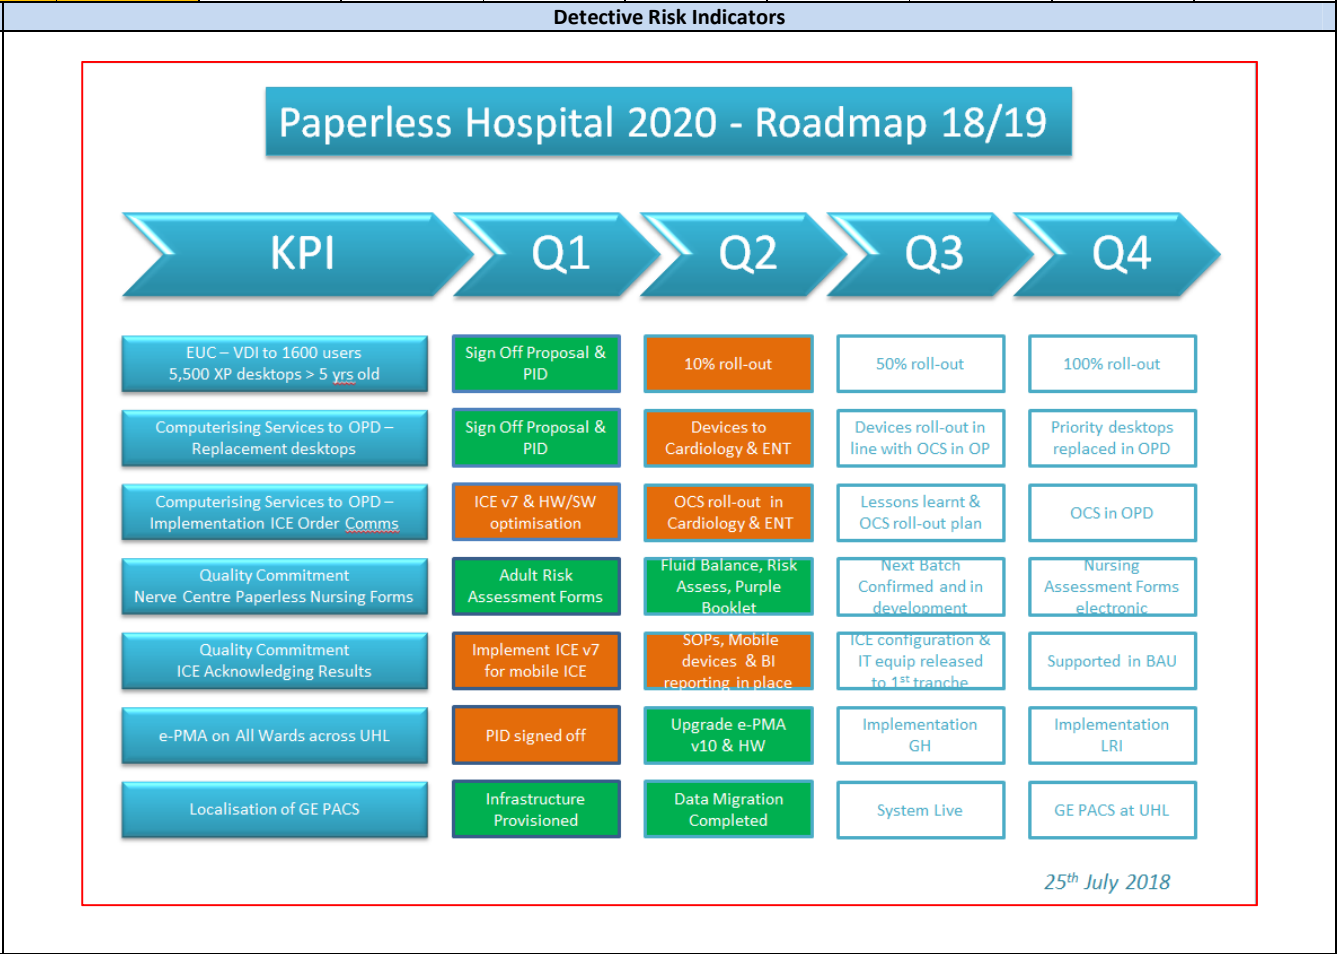 Detective Risk Indicators
Paperless Hospital 2020 - Roadmap 18/19
KPI
Q1
Q2
Q3
Q4
EUC – VDI to 1600 users
5,500 XP desktops > 5 yrs old
Sign Off Proposal &
PID
10% roll-out
50% roll-out
100% roll-out
Computerising Services to OPD –
Replacement desktops
Sign Off Proposal &
PID
Devices to
Cardiology & ENT
Devices roll-out in
line with OCS in OP
Priority desktops
replaced in OPD
Computerising Services to OPD –
Implementation ICE Order Comms
ICE v7 & HW/SW
optimisation
OCS roll-out in
Cardiology & ENT
Lessons learnt &
OCS roll-out plan
OCS in OPD
Quality Commitment
Nerve Centre Paperless Nursing Forms
Adult Risk
Assessment Forms
Fluid Balance, Risk
Assess, Purple
Booklet
Next Batch
Confirmed and in
development
Nursing
Assessment Forms
electronic
Quality Commitment
ICE Acknowledging Results
Implement ICE v7
for mobile ICE
SOPs, Mobile
devices & BI
reporting in place
ICE configuration &
IT equip released
to 1st tranche
Supported in BAU
e-PMA on All Wards across UHL
PID signed off
Upgrade e-PMA
v10 & HW
Implementation
GH
Implementation
LRI
Localisation of GE PACS
Infrastructure
Provisioned
Data Migration
Completed
System Live
GE PACS at UHL
25th July 2018